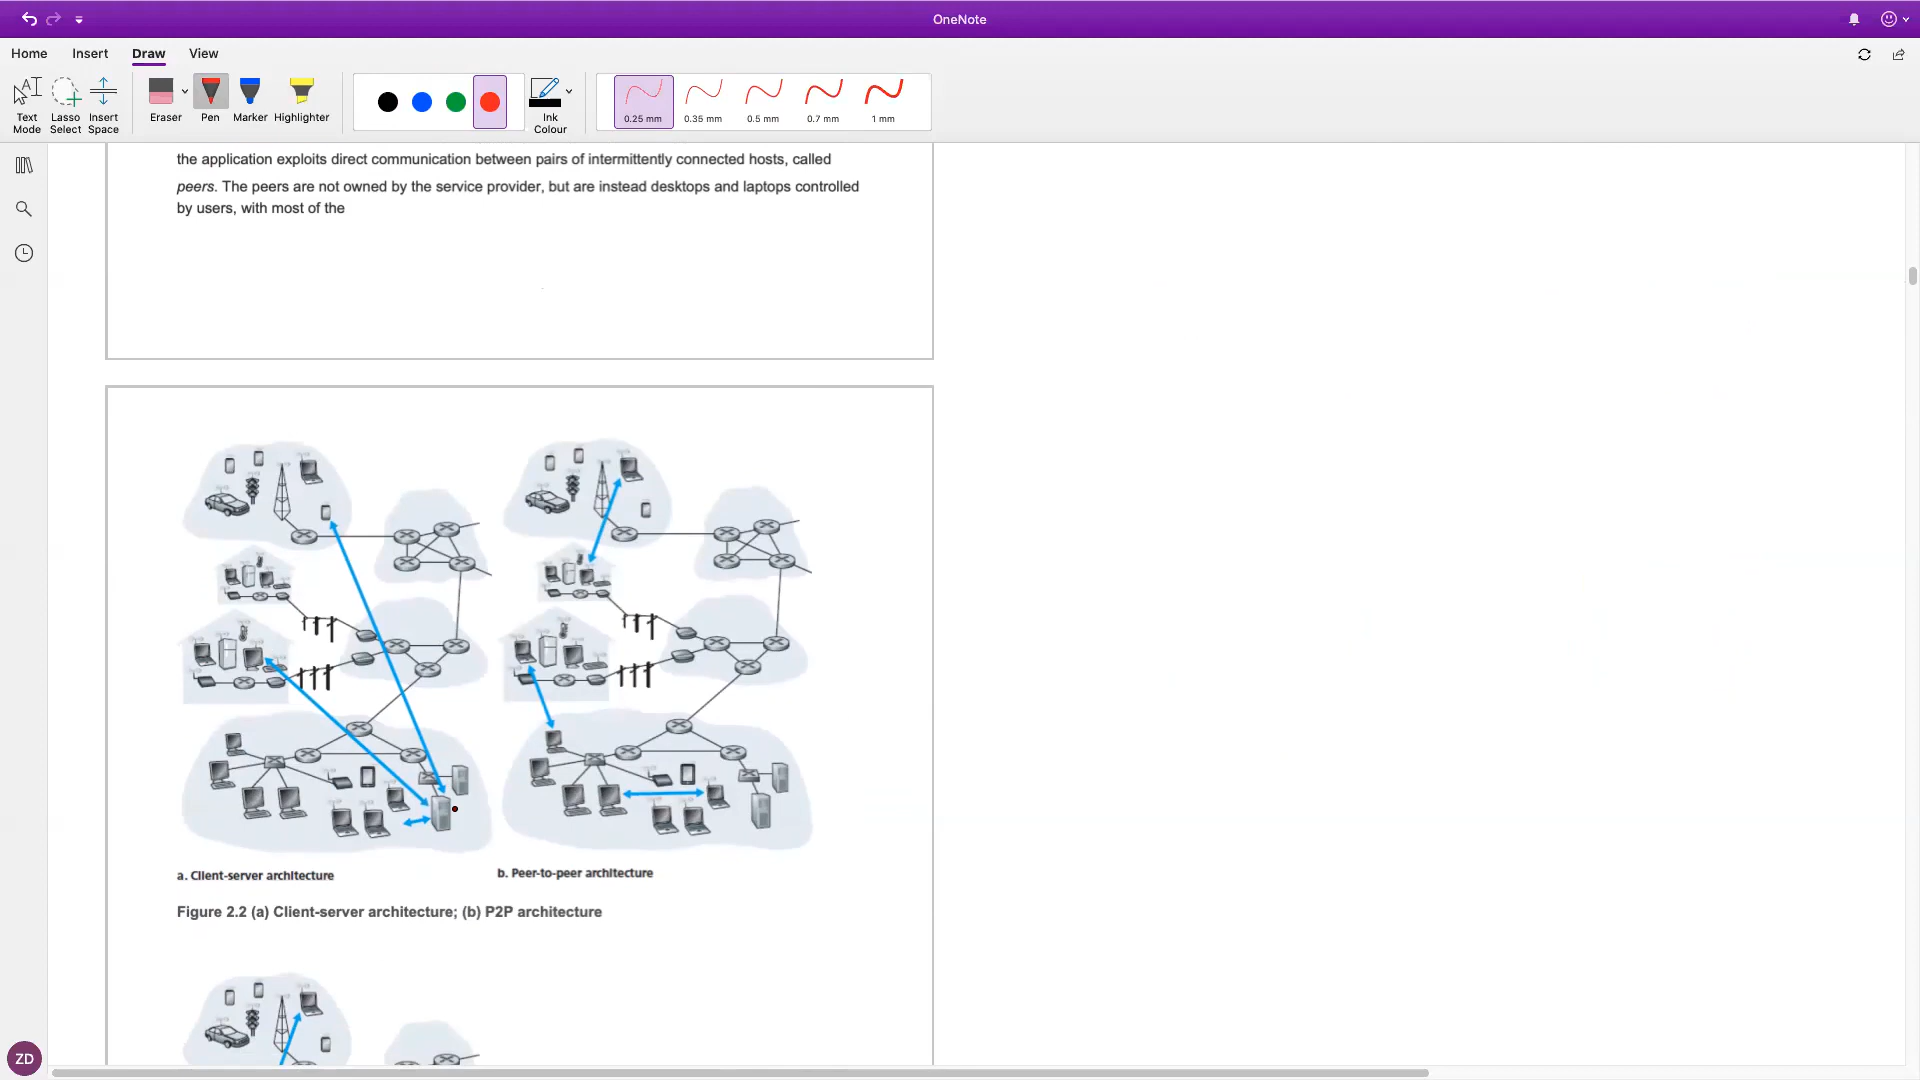 OneNote
Home Insert Draw View
Text Mode
Lasso Select
Insert Space
Eraser
Pen
Marker
Highlighter
Ink Colour
0.25 mm
0.35 mm
0.5 mm
0.7 mm
1 mm
the application exploits direct communication between pairs of intermittently connected hosts, called
peers. The peers are not owned by the service provider, but are instead desktops and laptops controlled
by users, with most of the
a. Client-server architecture
b. Peer-to-peer architecture
Figure 2.2 (a) Client-server architecture; (b) P2P architecture
ZD